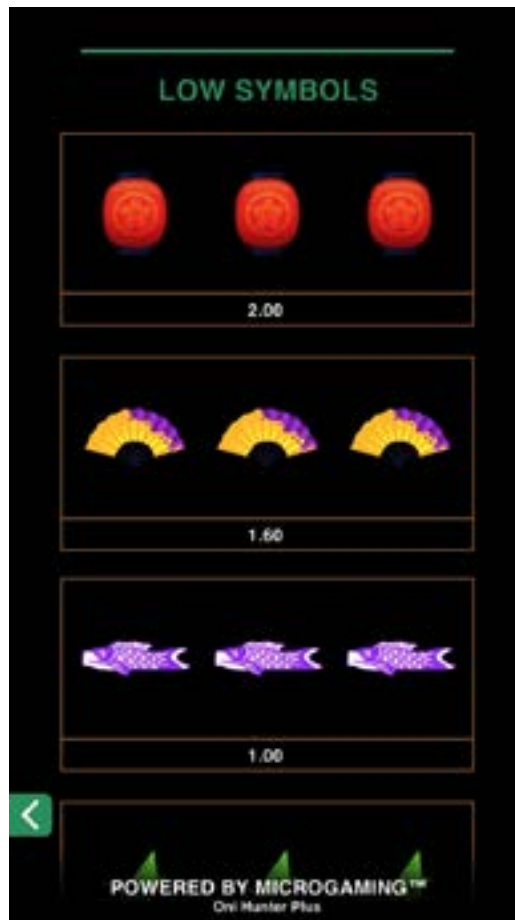 LOW SYMBOLS
2.00
1.60
1.00
POWERED BY MICROGAMING™
Oni Hunter Plus